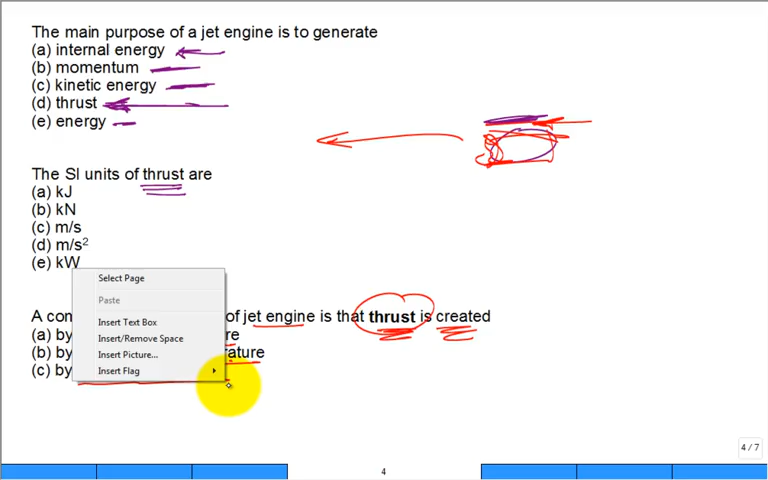 The main purpose of a jet engine is to generate
(a) internal energy
(b) momentum
(c) kinetic energy
(d) thrust
(e) energy
The SI units of thrust are
(a) kJ
(b) kN
(c) m/s
(d) m/s²
(e) kW
Select Page
Paste
A con of jet engine is that thrust is created
Insert Text Box
(a) by re
Insert/Remove Space
(b) by rature
Insert Picture...
(c) by
Insert Flag
4 / 7
4